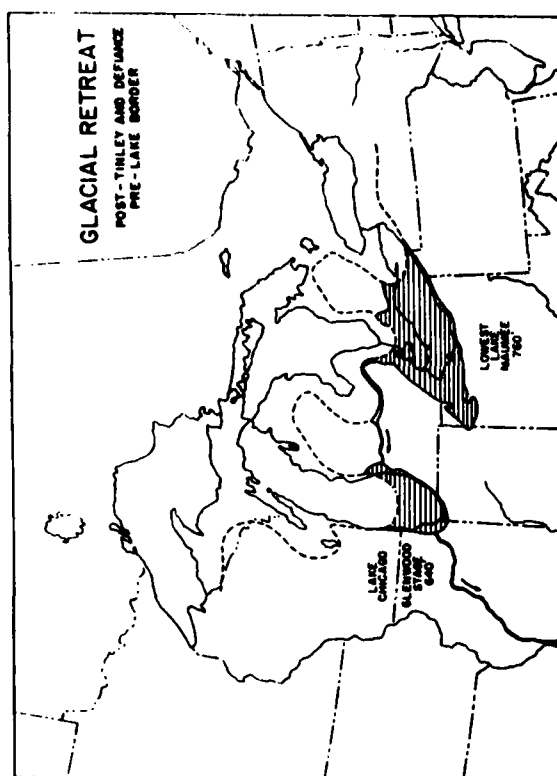 GLACIAL RETREAT
POST-TINLEY AND DEFIANCE
PRE-LAKE BORDER
LAKE
CHICAGO
GLENWOOD
STAGE
640
LOWEST
LAKE
MAUMEE
760